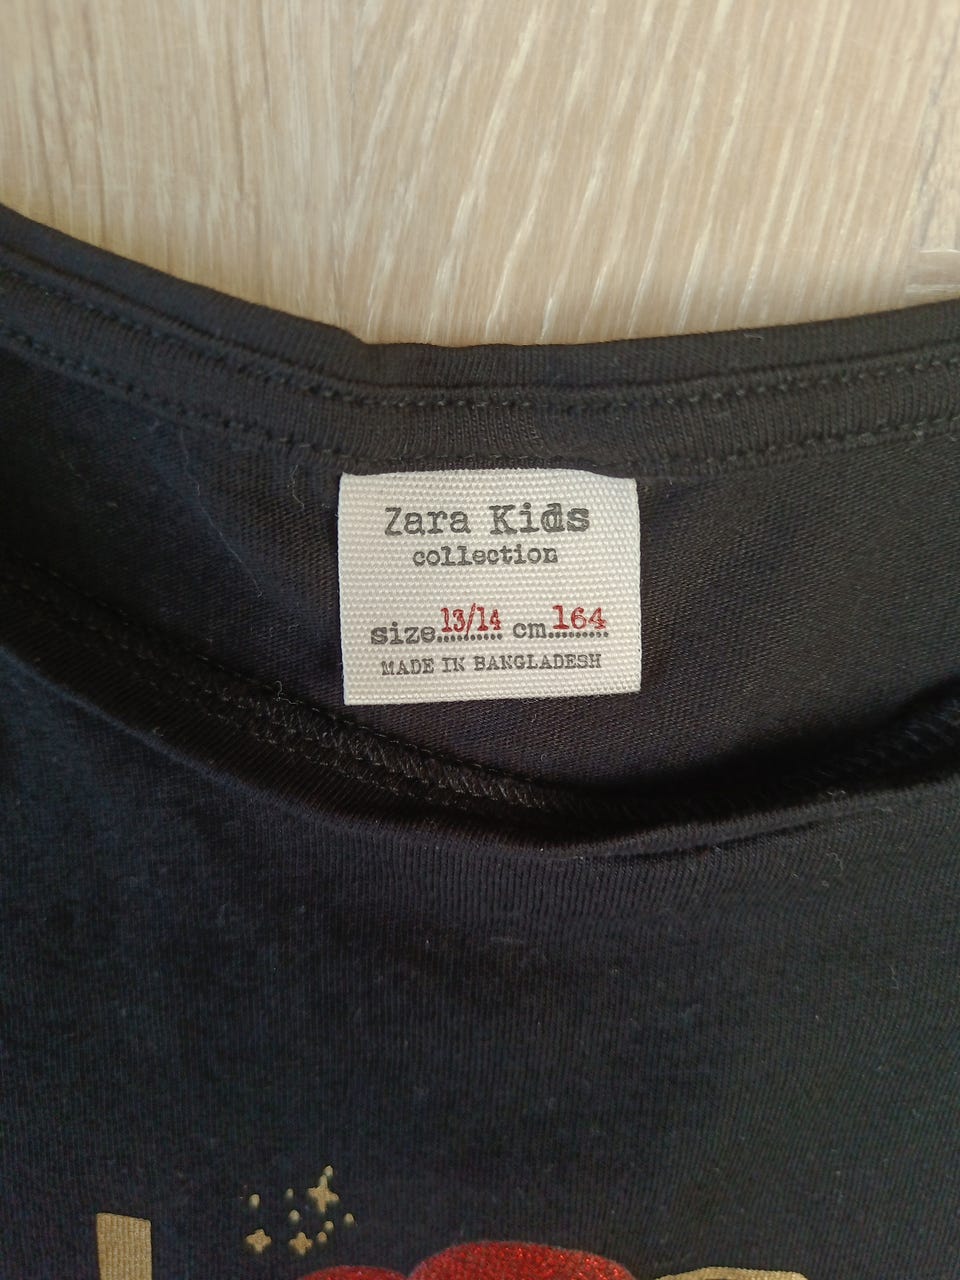 Zara Kids
collection
size 13/14 cm 164
MADE IN BANGLADESH